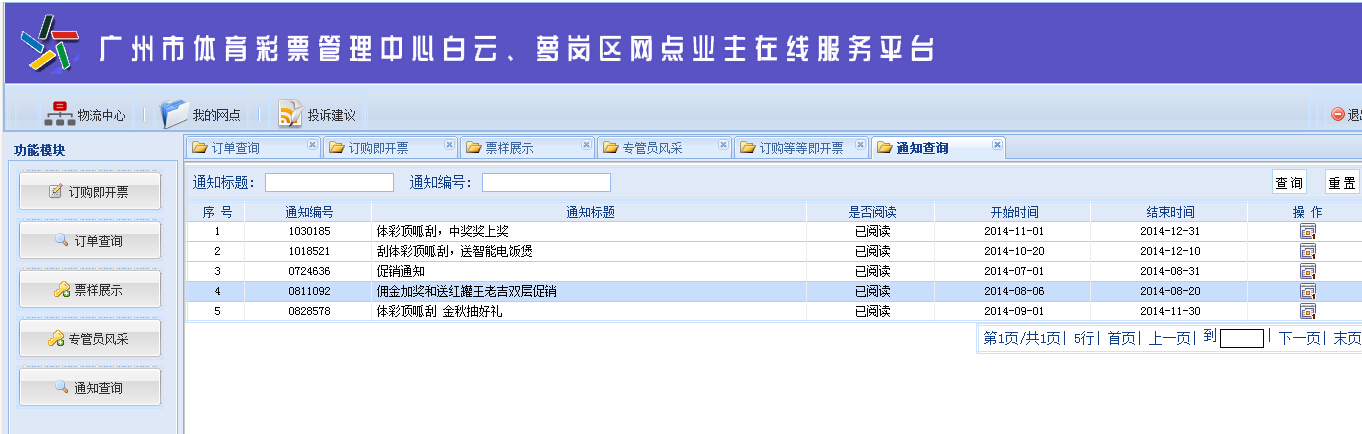 广州市体育彩票管理中心白云、萝岗区网点业主在线服务平台
物流中心 我的网点 投诉建议
功能模块
订购即开票
订单查询
票样展示
专管员风采
通知查询
订单查询 订购即开票 票样展示 专管员风采 订购等等即开票 通知查询
通知标题： 通知编号： 查询 重置
序 号 通知编号 通知标题 是否阅读 开始时间 结束时间 操 作
1 1030185 体彩顶呱刮，中奖奖上奖 已阅读 2014-11-01 2014-12-31
2 1018521 刮体彩顶呱刮，送智能电饭煲 已阅读 2014-10-20 2014-12-10
3 0724636 促销通知 已阅读 2014-07-01 2014-08-31
4 0811092 佣金加奖和送红罐王老吉双层促销 已阅读 2014-08-06 2014-08-20
5 0828578 体彩顶呱刮 金秋抽好礼 已阅读 2014-09-01 2014-11-30
第1页/共1页| 5行| 首页| 上一页| 到 | 下一页| 末页